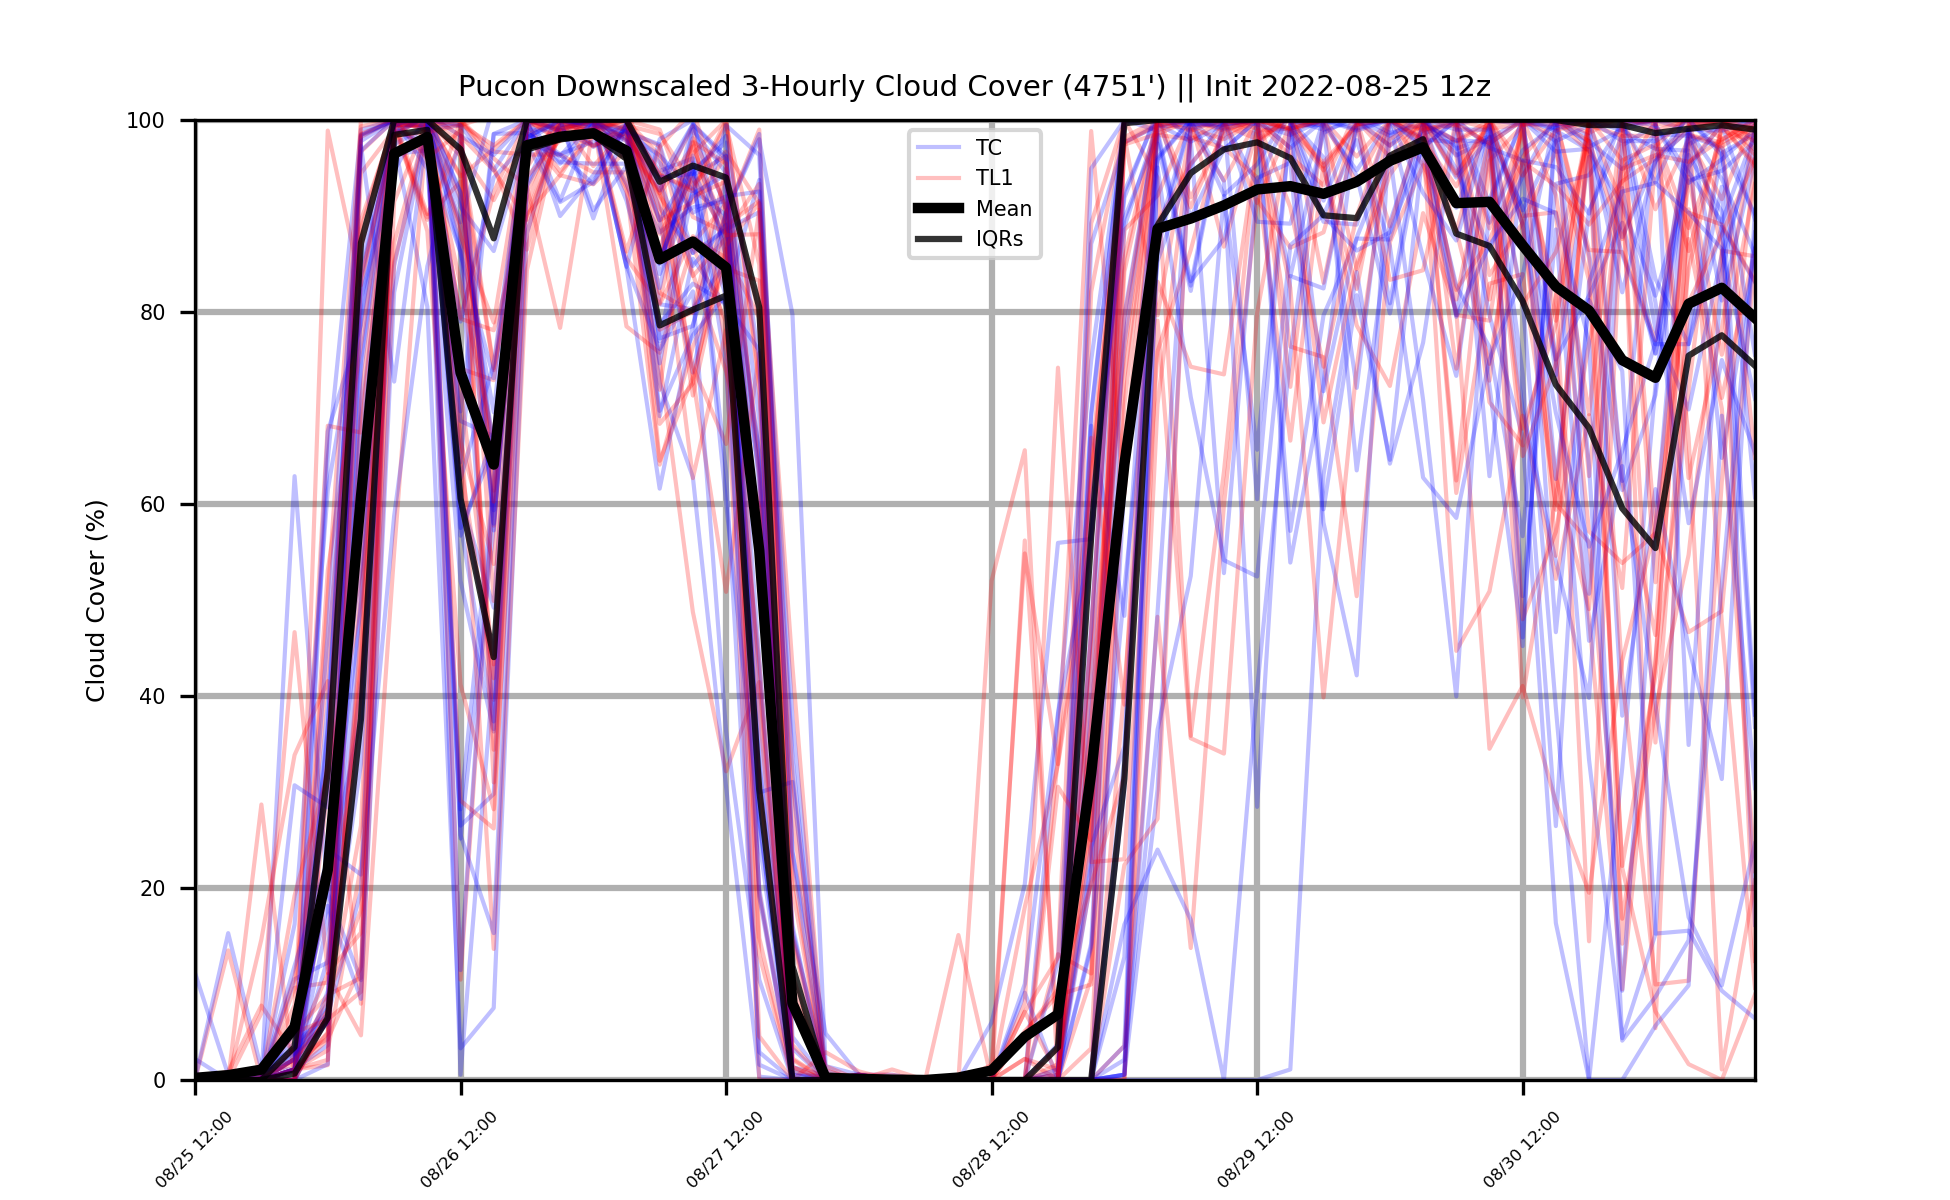 Pucon Downscaled 3-Hourly Cloud Cover (4751') || Init 2022-08-25 12z
Cloud Cover (%)
100
80
60
40
20
0
TC
TL1
Mean
IQRs
08/25 12:00
08/26 12:00
08/27 12:00
08/28 12:00
08/29 12:00
08/30 12:00